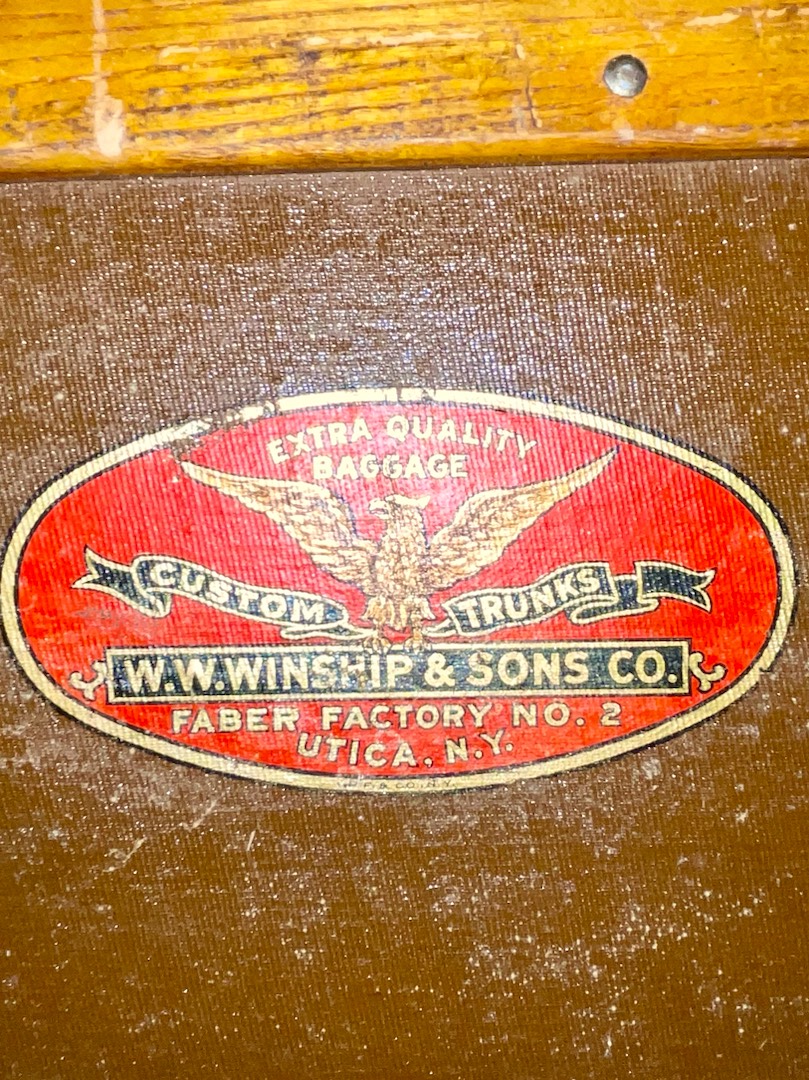 EXTRA QUALITY
BAGGAGE
CUSTOM TRUNKS
W.W.WINSHIP & SONS CO.
FABER FACTORY NO. 2
UTICA, N.Y.